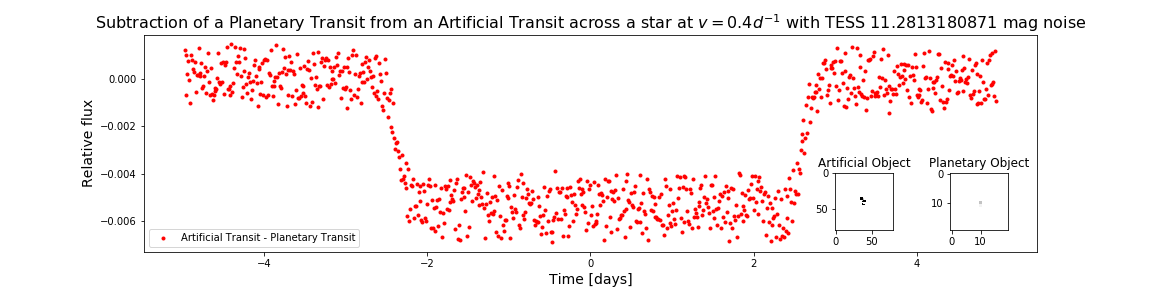 Subtraction of a Planetary Transit from an Artificial Transit across a star at v = 0.4d⁻¹ with TESS 11.2813180871 mag noise
Relative flux
0.000
−0.002
−0.004
−0.006
Artificial Object
0
50
0
50
Planetary Object
0
10
0
10
Artificial Transit - Planetary Transit
−4
−2
0
2
4
Time [days]